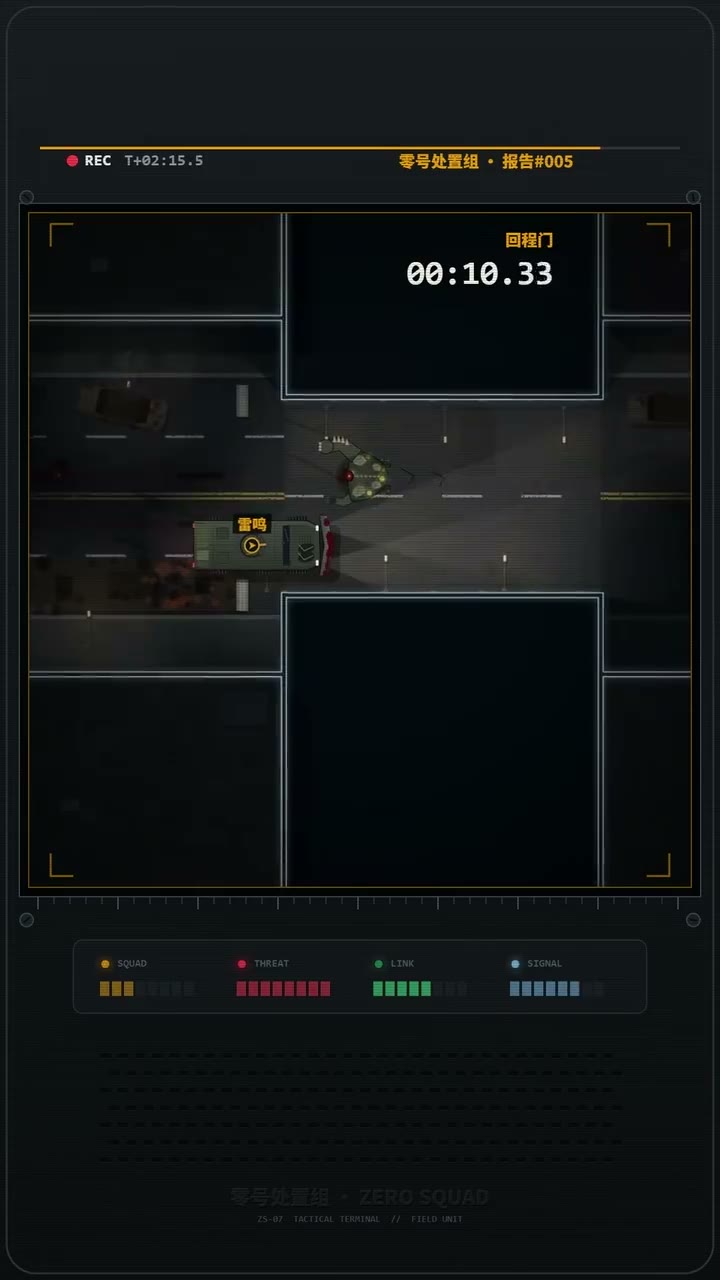 REC T+02:15.5
零号处置组 · 报告#005
回程门
00:10.33
雷鸣
SQUAD
THREAT
LINK
SIGNAL
零号处置组 · ZERO SQUAD
ZS-07 TACTICAL TERMINAL // FIELD UNIT